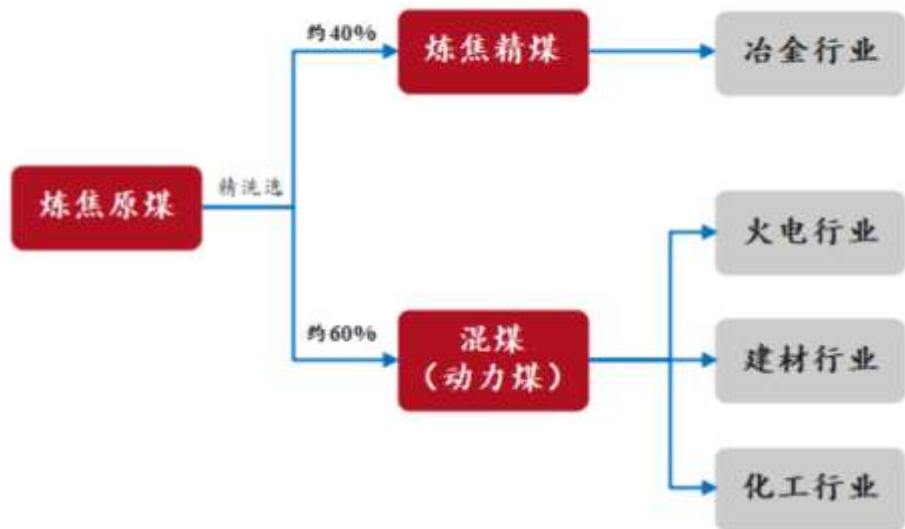 约40%
炼焦精煤
冶金行业
炼焦原煤
精洗选
火电行业
约60%
混煤
（动力煤）
建材行业
化工行业